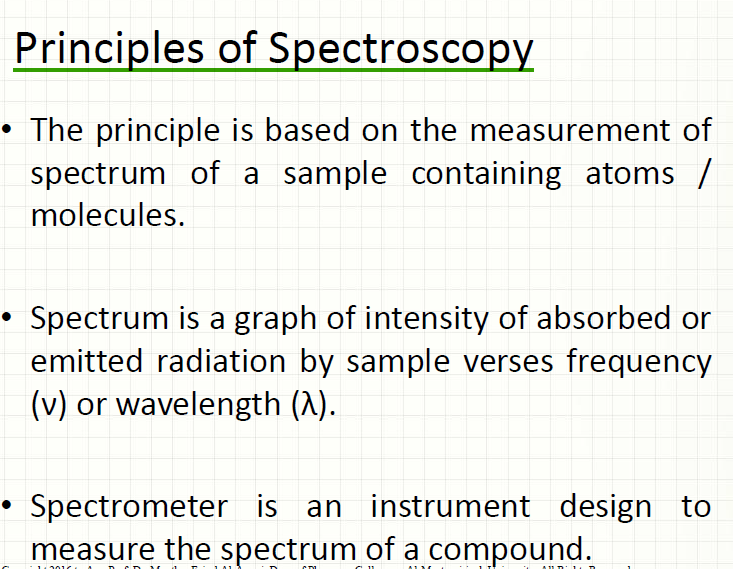 Principles of Spectroscopy
• The principle is based on the measurement of
spectrum of a sample containing atoms /
molecules.
• Spectrum is a graph of intensity of absorbed or
emitted radiation by sample verses frequency
(ν) or wavelength (λ).
• Spectrometer is an instrument design to
measure the spectrum of a compound.